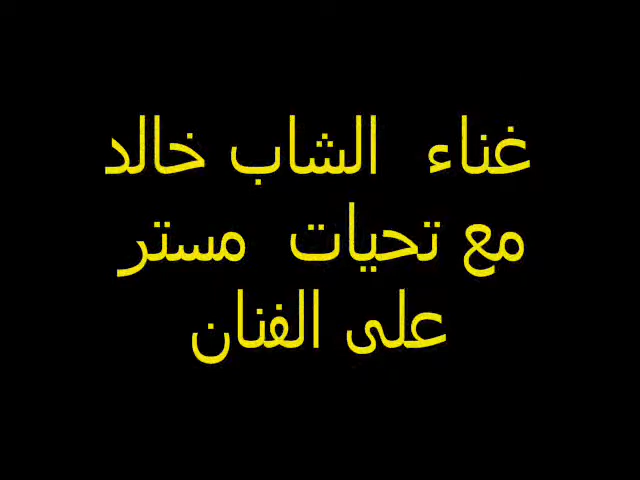 غناء الشاب خالد
مع تحيات مستر
على الفنان